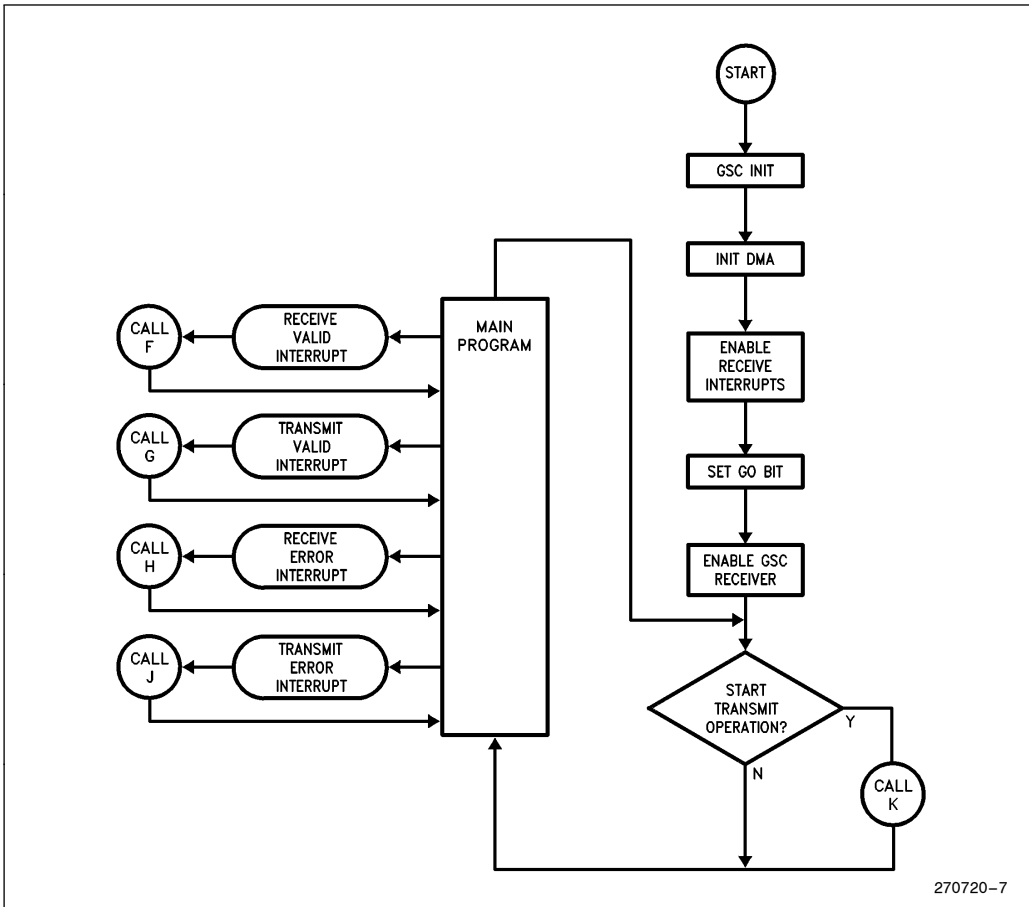 START
GSC INIT
INIT DMA
ENABLE
RECEIVE
INTERRUPTS
SET GO BIT
ENABLE GSC
RECEIVER
START
TRANSMIT
OPERATION?
Y
N
CALL
K
MAIN
PROGRAM
RECEIVE
VALID
INTERRUPT
CALL
F
TRANSMIT
VALID
INTERRUPT
CALL
G
RECEIVE
ERROR
INTERRUPT
CALL
H
TRANSMIT
ERROR
INTERRUPT
CALL
J
270720–7